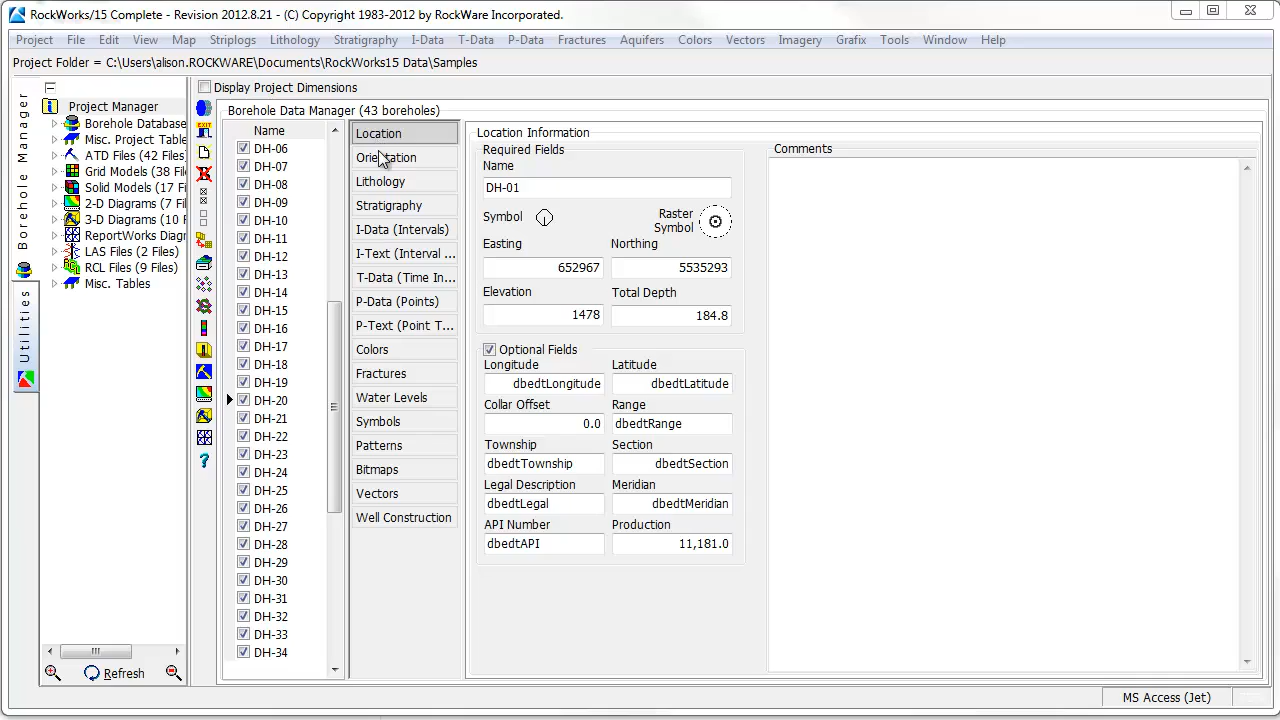 RockWorks/15 Complete - Revision 2012.8.21 - (C) Copyright 1983-2012 by RockWare Incorporated.
Project File Edit View Map Striplogs Lithology Stratigraphy I-Data T-Data P-Data Fractures Aquifers Colors Vectors Imagery Grafix Tools Window Help
Project Folder = C:\Users\alison.ROCKWARE\Documents\RockWorks15 Data\Samples
Borehole Manager
Utilities
Project Manager
Borehole Database
Misc. Project Table
ATD Files (42 Files
Grid Models (38 Fil
Solid Models (17 F
2-D Diagrams (7 F
3-D Diagrams (10 F
ReportWorks Diagr
LAS Files (2 Files)
RCL Files (9 Files)
Misc. Tables
Refresh
Display Project Dimensions
Borehole Data Manager (43 boreholes)
Name
DH-06
DH-07
DH-08
DH-09
DH-10
DH-11
DH-12
DH-13
DH-14
DH-15
DH-16
DH-17
DH-18
DH-19
DH-20
DH-21
DH-22
DH-23
DH-24
DH-25
DH-26
DH-27
DH-28
DH-29
DH-30
DH-31
DH-32
DH-33
DH-34
Location
Orientation
Lithology
Stratigraphy
I-Data (Intervals)
I-Text (Interval ...
T-Data (Time In...
P-Data (Points)
P-Text (Point T...
Colors
Fractures
Water Levels
Symbols
Patterns
Bitmaps
Vectors
Well Construction
Location Information
Required Fields
Name
DH-01
Symbol
Raster Symbol
Easting Northing
652967 5535293
Elevation Total Depth
1478 184.8
Optional Fields
Longitude Latitude
dbedtLongitude dbedtLatitude
Collar Offset Range
0.0 dbedtRange
Township Section
dbedtTownship dbedtSection
Legal Description Meridian
dbedtLegal dbedtMeridian
API Number Production
dbedtAPI 11,181.0
Comments
MS Access (Jet)